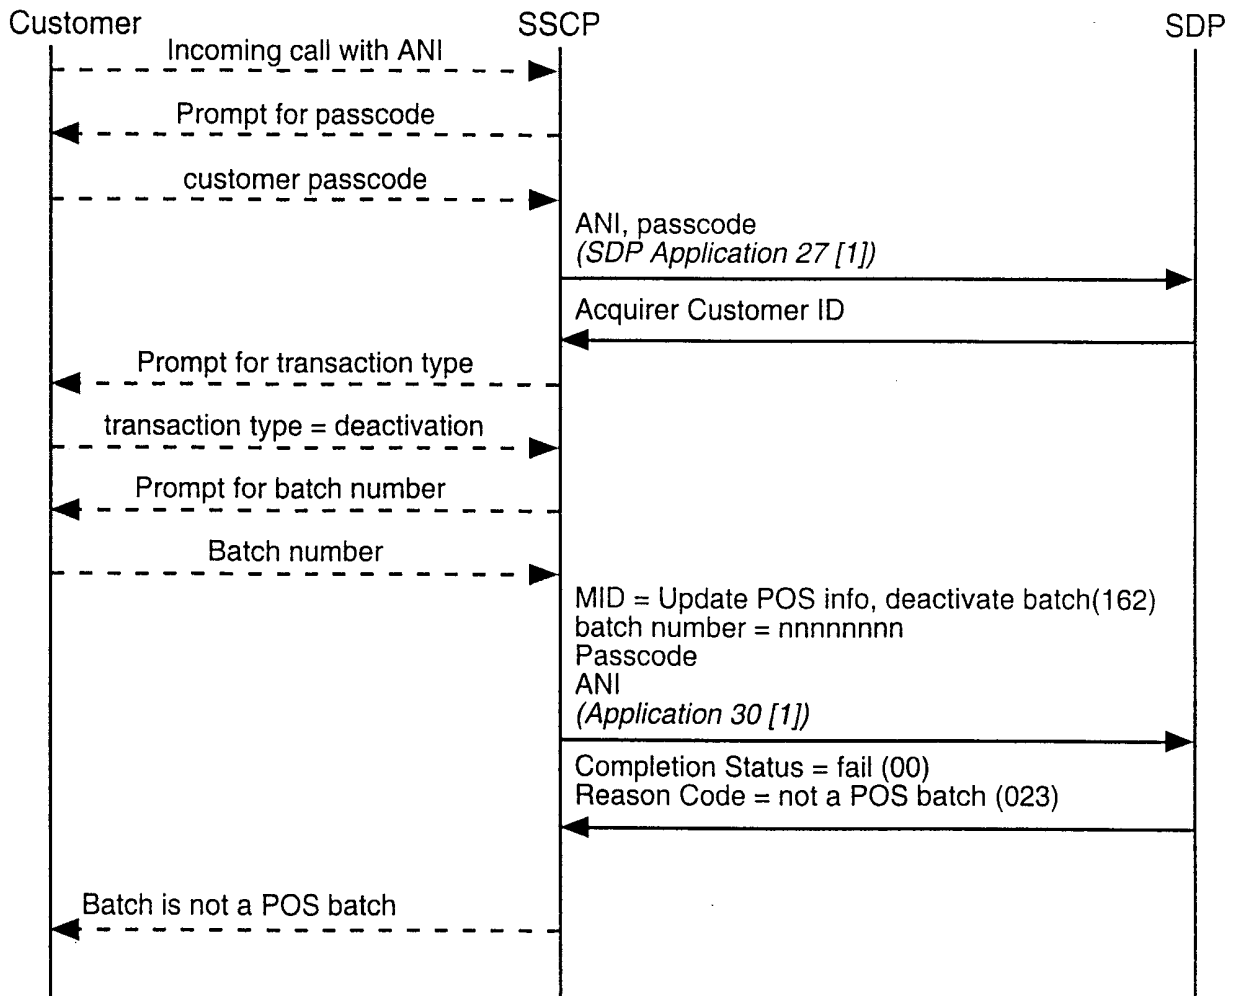 Customer
SSCP
SDP
Incoming call with ANI
Prompt for passcode
customer passcode
ANI, passcode
(SDP Application 27 [1])
Acquirer Customer ID
Prompt for transaction type
transaction type = deactivation
Prompt for batch number
Batch number
MID = Update POS info, deactivate batch(162)
batch number = nnnnnnnn
Passcode
ANI
(Application 30 [1])
Completion Status = fail (00)
Reason Code = not a POS batch (023)
Batch is not a POS batch